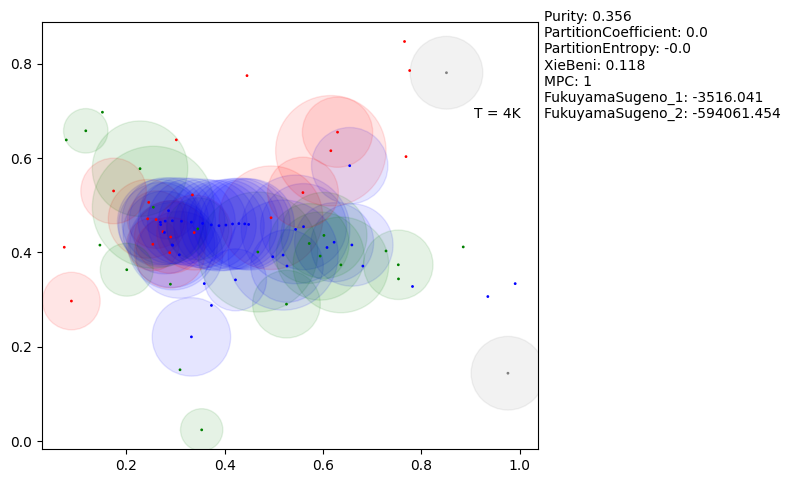 Purity: 0.356
PartitionCoefficient: 0.0
PartitionEntropy: -0.0
XieBeni: 0.118
MPC: 1
FukuyamaSugeno_1: -3516.041
FukuyamaSugeno_2: -594061.454
T = 4K
0.8
0.6
0.4
0.2
0.0
0.2 0.4 0.6 0.8 1.0